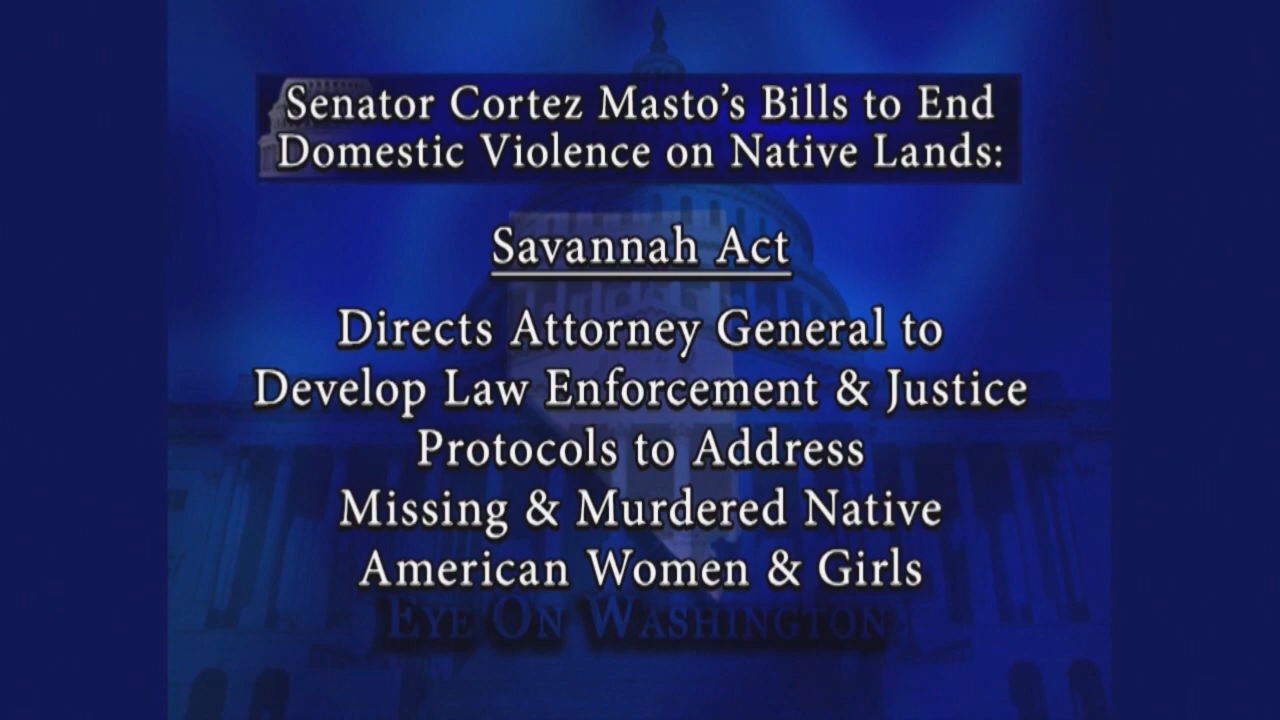 Senator Cortez Masto's Bills to End
Domestic Violence on Native Lands:
Savannah Act
Directs Attorney General to
Develop Law Enforcement & Justice
Protocols to Address
Missing & Murdered Native
American Women & Girls
EYE ON WASHINGTON